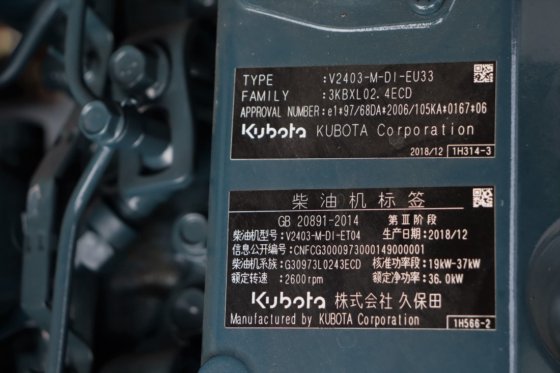 TYPE :V2403-M-DI-EU33
FAMILY :3KBXL02.4ECD
APPROVAL NUMBER:e1*97/68DA*2006/105KA*0167*06
Kubota KUBOTA Corporation
2018/12 1H314-3
柴油机标签
GB 20891-2014 第Ⅲ阶段
柴油机型号:V2403-M-DI-ET04 生产日期:2018/12
信息公开编号:CNFCG3000973000149000001
柴油机系族:G30973L0243ECD 核准功率段:19kW-37kW
额定转速:2600rpm 额定净功率:36.0kW
Kubota 株式会社 久保田
Manufactured by KUBOTA Corporation 1H566-2